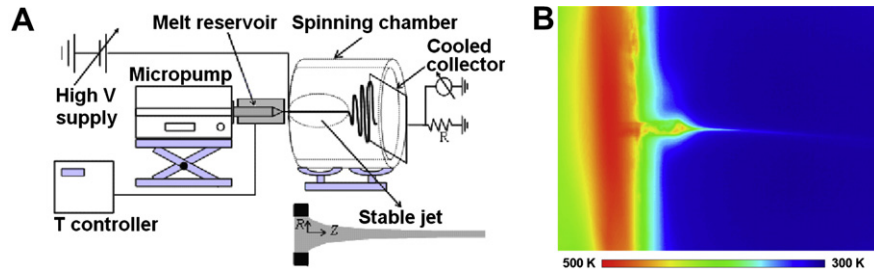 A
Melt reservoir
Spinning chamber
Cooled
collector
Micropump
High V
supply
R
T controller
Stable jet
R
Z
B
500 K
300 K